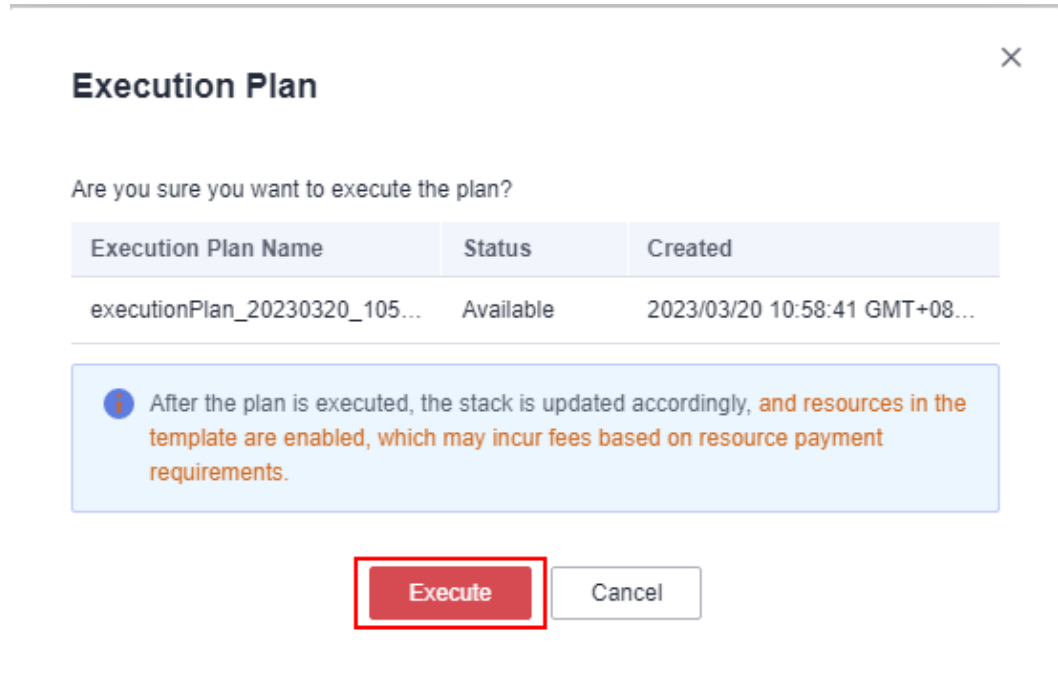 Execution Plan
Are you sure you want to execute the plan?
Execution Plan Name Status Created
executionPlan_20230320_105... Available 2023/03/20 10:58:41 GMT+08...
After the plan is executed, the stack is updated accordingly, and resources in the
template are enabled, which may incur fees based on resource payment
requirements.
Execute Cancel